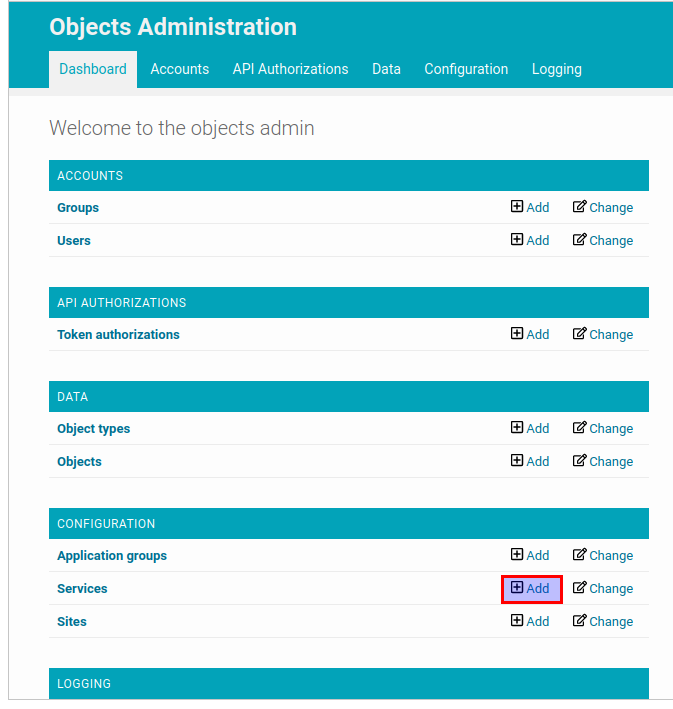 Objects Administration
Dashboard Accounts API Authorizations Data Configuration Logging
Welcome to the objects admin
ACCOUNTS
Groups Add Change
Users Add Change
API AUTHORIZATIONS
Token authorizations Add Change
DATA
Object types Add Change
Objects Add Change
CONFIGURATION
Application groups Add Change
Services Add Change
Sites Add Change
LOGGING